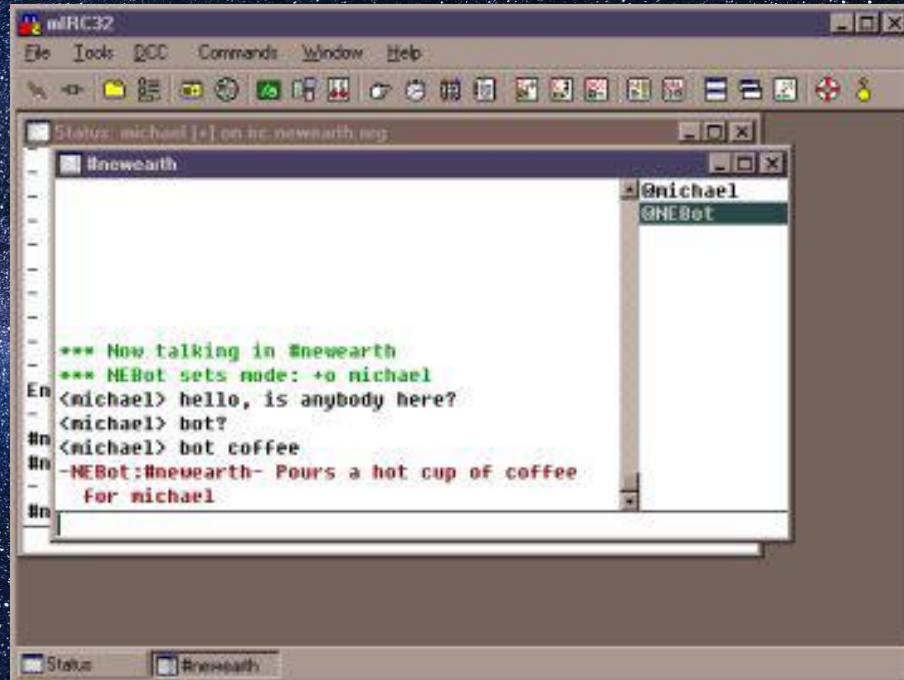 mIRC32
File Tools DCC Commands Window Help
Status: michael [+] on irc.newearth.org
#newearth
@michael
@NEBot
*** Now talking in #newearth
*** NEBot sets mode: +o michael
<michael> hello, is anybody here?
<michael> bot?
<michael> bot coffee
-NEBot:#newearth- Pours a hot cup of coffee
for michael
En
#n
#n
#n
Status #newearth